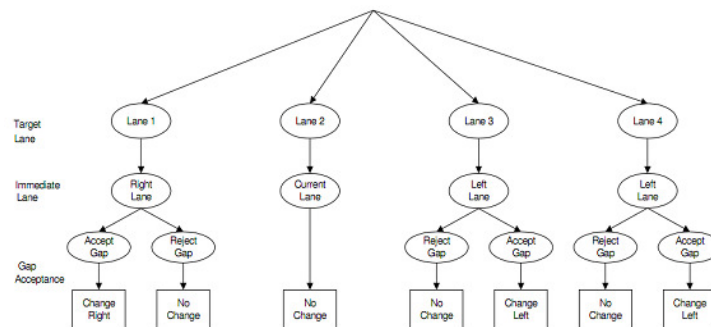 Target
Lane
Lane 1
Lane 2
Lane 3
Lane 4
Immediate
Lane
Right
Lane
Current
Lane
Left
Lane
Left
Lane
Gap
Acceptance
Accept
Gap
Reject
Gap
Reject
Gap
Accept
Gap
Reject
Gap
Accept
Gap
Change
Right
No
Change
No
Change
No
Change
Change
Left
No
Change
Change
Left